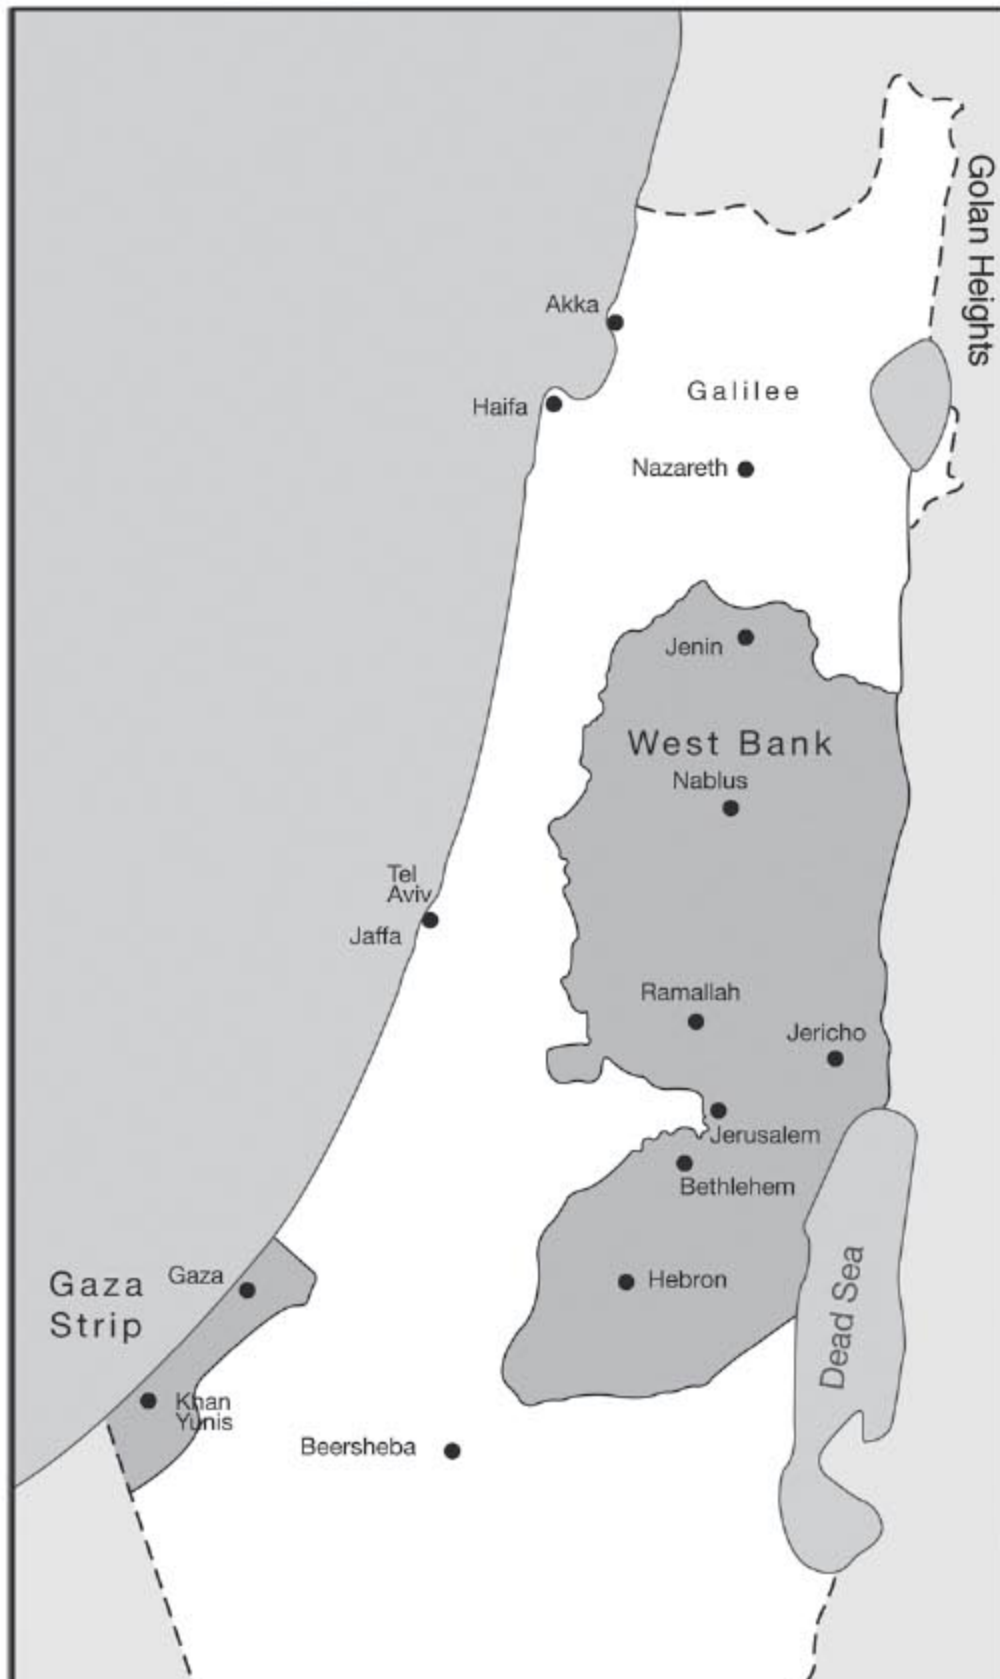 Golan Heights
Akka
Galilee
Haifa
Nazareth
Jenin
West Bank
Nablus
Tel
Aviv
Jaffa
Ramallah
Jericho
Jerusalem
Bethlehem
Gaza
Strip
Gaza
Hebron
Dead Sea
Khan
Yunis
Beersheba